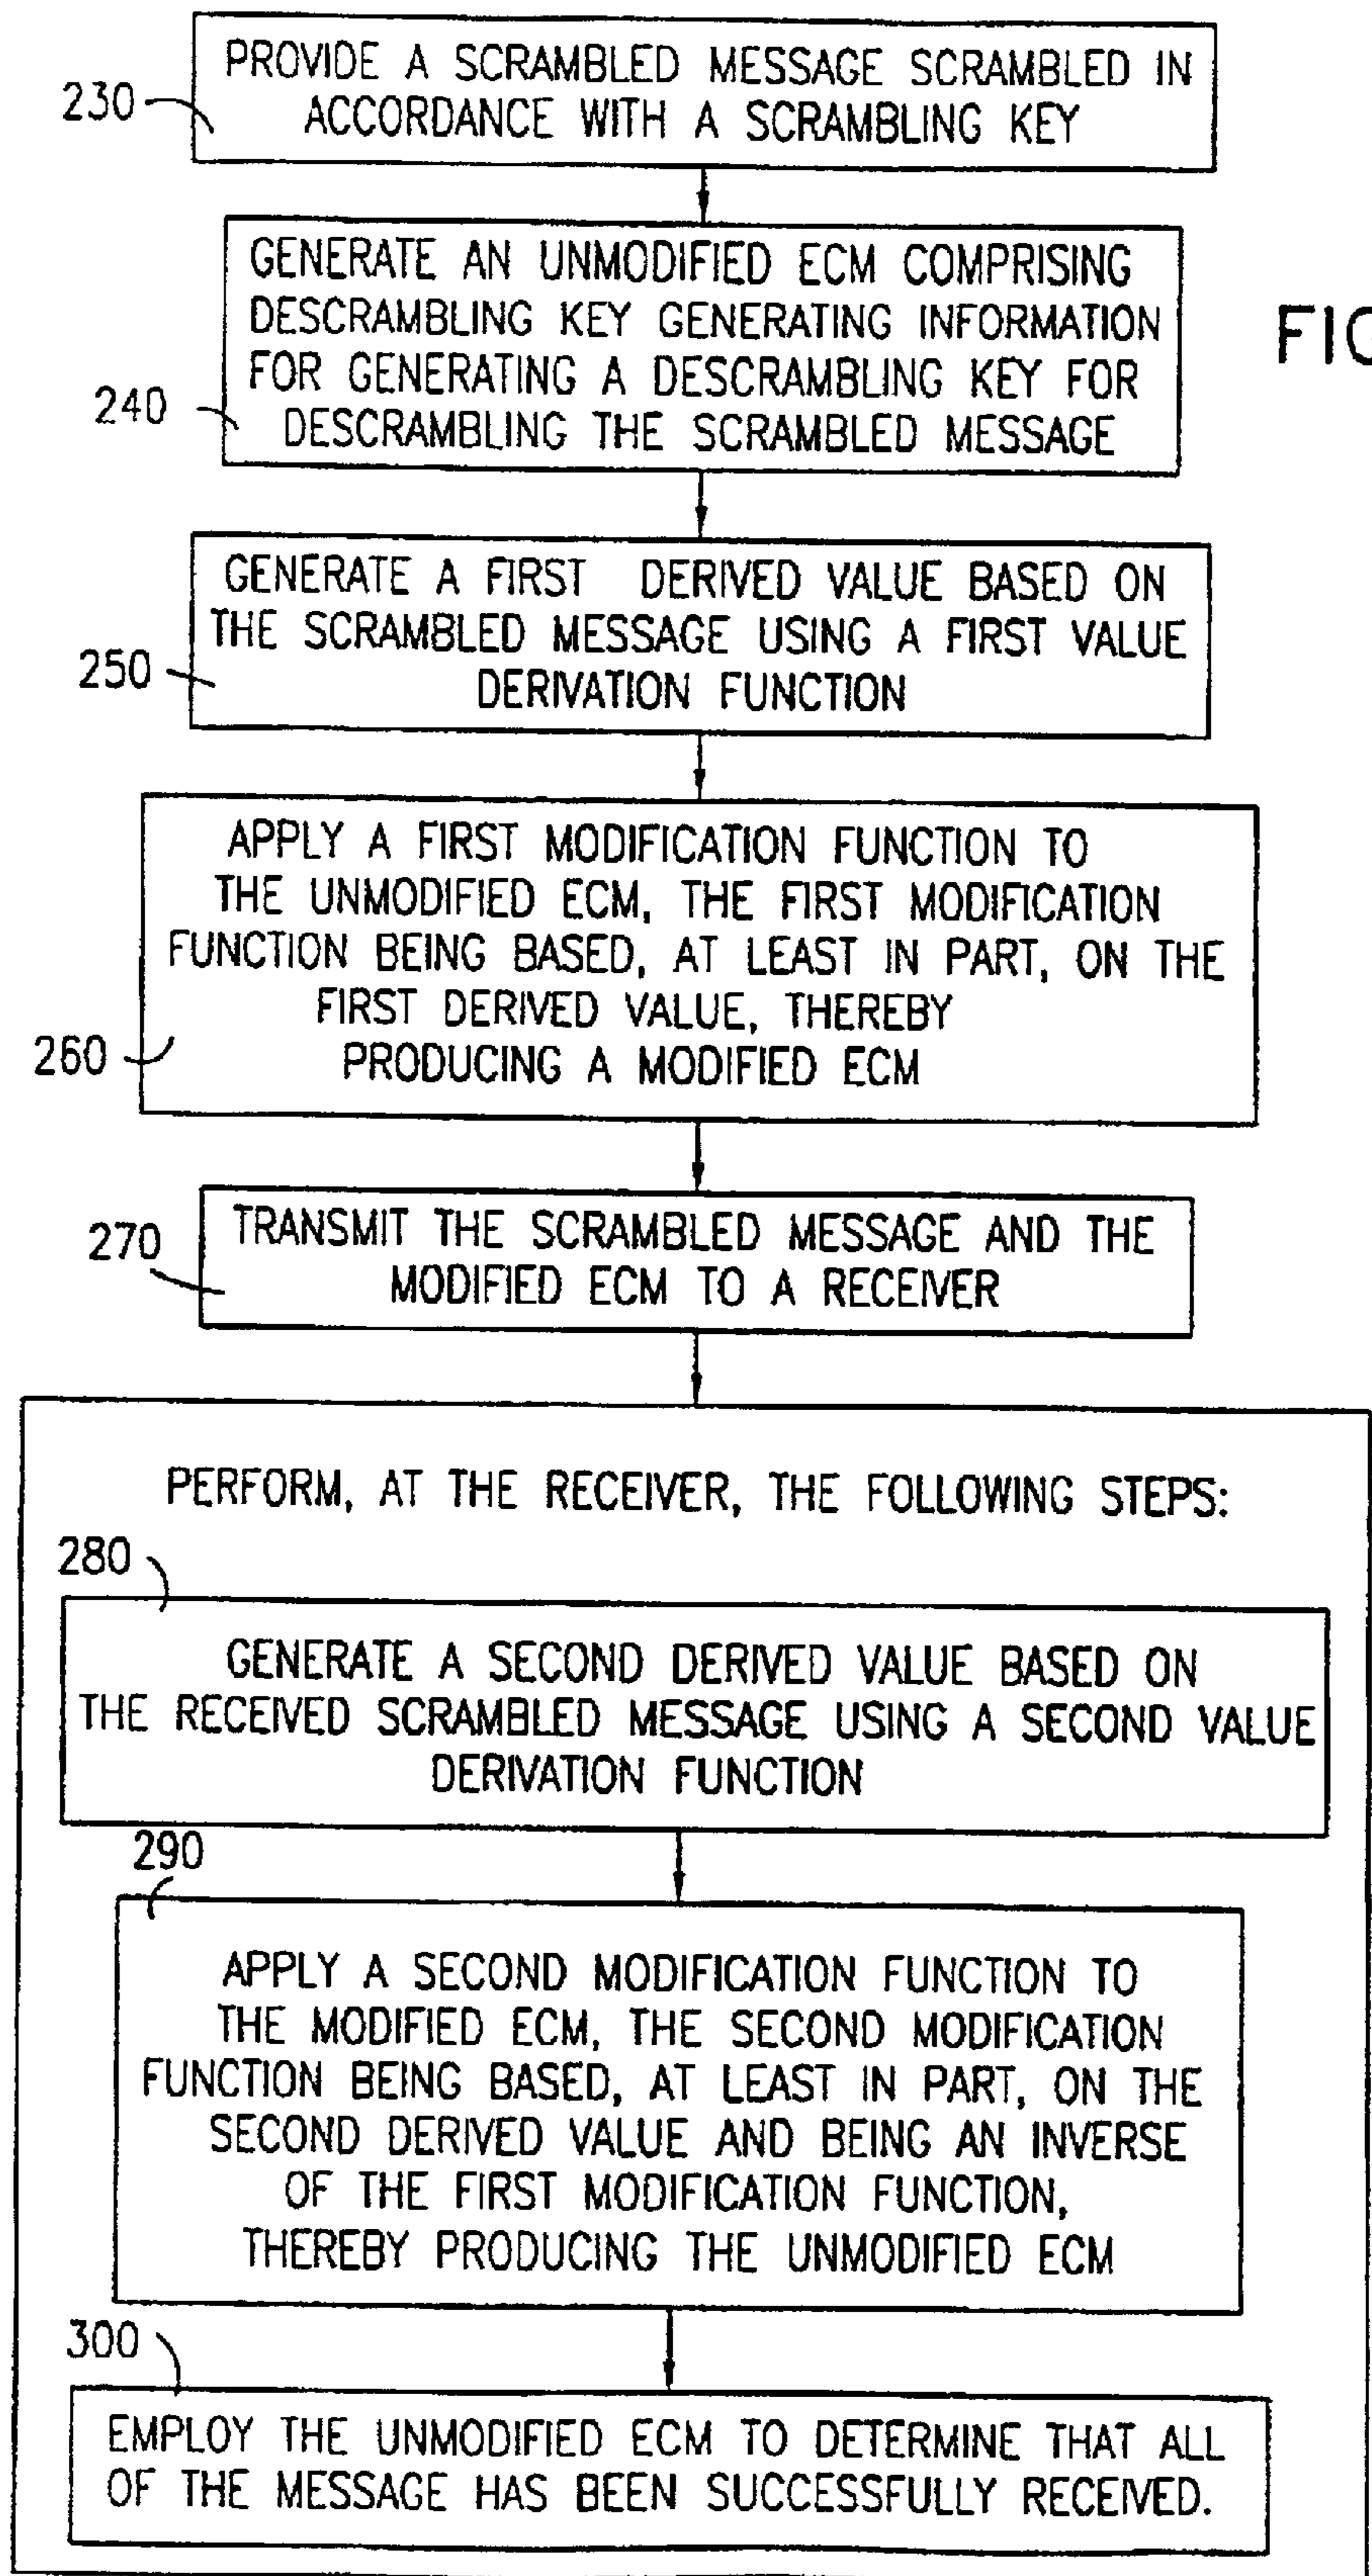 PROVIDE A SCRAMBLED MESSAGE SCRAMBLED IN
ACCORDANCE WITH A SCRAMBLING KEY
230
GENERATE AN UNMODIFIED ECM COMPRISING
DESCRAMBLING KEY GENERATING INFORMATION
FOR GENERATING A DESCRAMBLING KEY FOR
DESCRAMBLING THE SCRAMBLED MESSAGE
240
FIG
GENERATE A FIRST DERIVED VALUE BASED ON
THE SCRAMBLED MESSAGE USING A FIRST VALUE
DERIVATION FUNCTION
250
APPLY A FIRST MODIFICATION FUNCTION TO
THE UNMODIFIED ECM, THE FIRST MODIFICATION
FUNCTION BEING BASED, AT LEAST IN PART, ON THE
FIRST DERIVED VALUE, THEREBY
PRODUCING A MODIFIED ECM
260
270
TRANSMIT THE SCRAMBLED MESSAGE AND THE
MODIFIED ECM TO A RECEIVER
PERFORM, AT THE RECEIVER, THE FOLLOWING STEPS:
280
GENERATE A SECOND DERIVED VALUE BASED ON
THE RECEIVED SCRAMBLED MESSAGE USING A SECOND VALUE
DERIVATION FUNCTION
290
APPLY A SECOND MODIFICATION FUNCTION TO
THE MODIFIED ECM, THE SECOND MODIFICATION
FUNCTION BEING BASED, AT LEAST IN PART, ON THE
SECOND DERIVED VALUE AND BEING AN INVERSE
OF THE FIRST MODIFICATION FUNCTION,
THEREBY PRODUCING THE UNMODIFIED ECM
300
EMPLOY THE UNMODIFIED ECM TO DETERMINE THAT ALL
OF THE MESSAGE HAS BEEN SUCCESSFULLY RECEIVED.